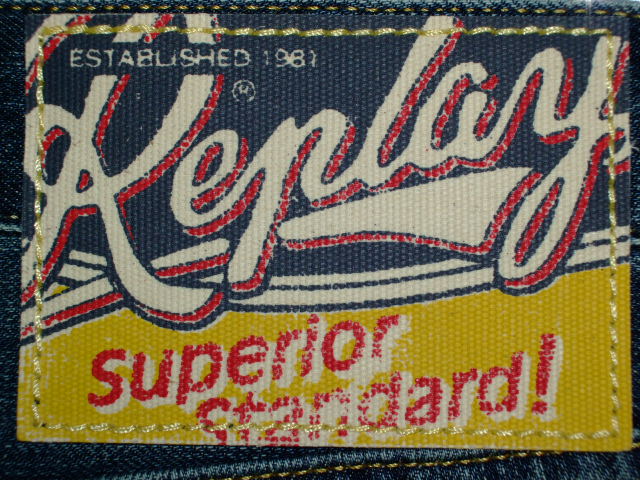 ESTABLISHED 1981
Replay®
superior
standard!